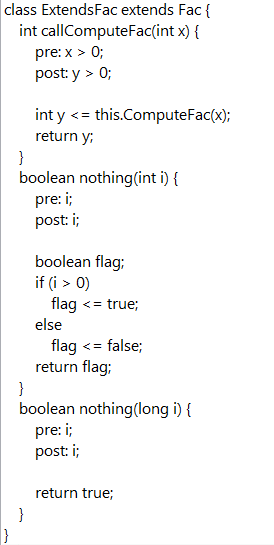 class ExtendsFac extends Fac {
int callComputeFac(int x) {
pre: x > 0;
post: y > 0;
int y <= this.ComputeFac(x);
return y;
}
boolean nothing(int i) {
pre: i;
post: i;
boolean flag;
if (i > 0)
flag <= true;
else
flag <= false;
return flag;
}
boolean nothing(long i) {
pre: i;
post: i;
return true;
}
}